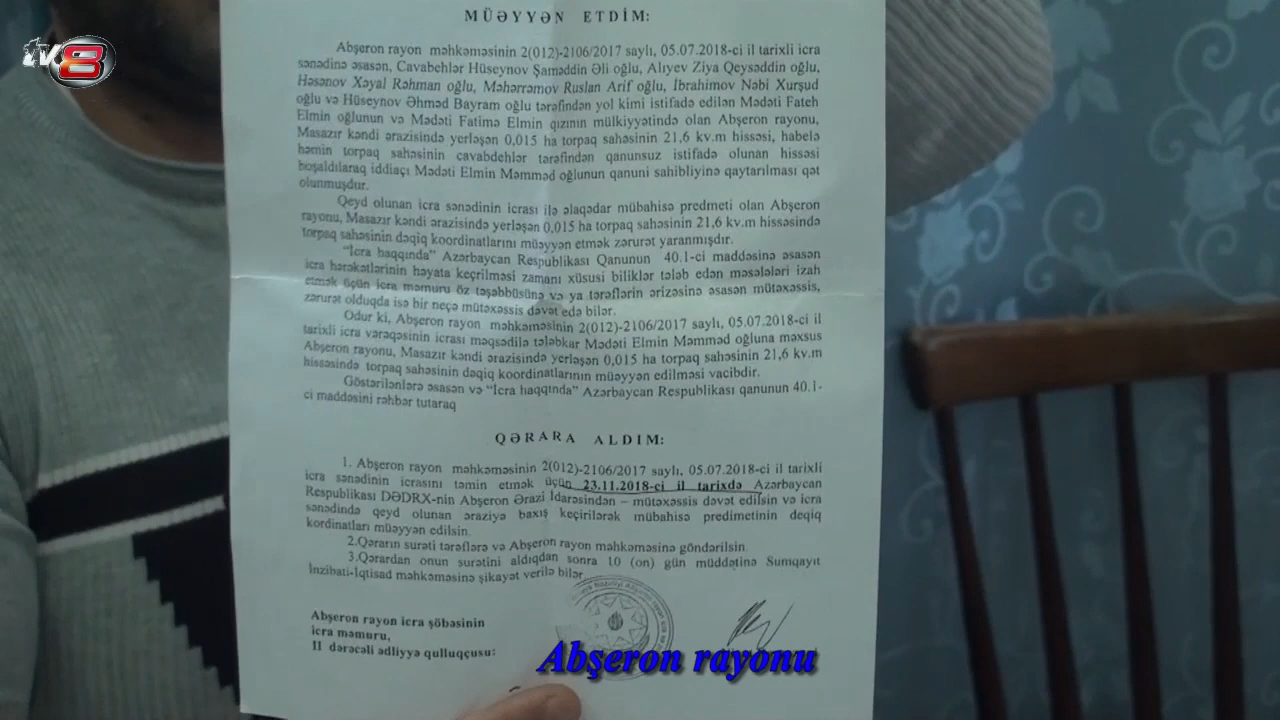 tv8
MÜƏYYƏN ETDİM:
Abşeron rayon məhkəməsinin 2(012)-2106/2017 saylı, 05.07.2018-ci il tarixli icra
sənədinə əsasən, Cavabehlər Hüseynov Şəməddin Əli oğlu, Alıyev Ziya Qeysəddin oğlu,
Həsənov Xəyal Rəhman oğlu, Məhərrəmov Ruslan Arif oğlu, İbrahimov Nəbi Xurşud
oğlu və Hüseynov Əhməd Bayram oğlu tərəfindən yol kimi istifadə edilən Mədəti Fateh
Elmin oğlunun və Mədəti Fatimə Elmin qızının mülkiyyətində olan Abşeron rayonu,
Masazır kəndi ərazisində yerləşən 0,015 ha torpaq sahəsinin 21,6 kv.m hissəsi, habelə
həmin torpaq sahəsinin cavabdehlər tərəfindən qanunsuz istifadə olunan hissəsi
boşaldılaraq iddiaçı Mədəti Elmin Məmməd oğlunun qanuni sahibliyinə qaytarılması qət
olunmuşdur.
Qeyd olunan icra sənədinin icrası ilə əlaqədar mübahisə predmeti olan Abşeron
rayonu, Masazır kəndi ərazisində yerləşən 0,015 ha torpaq sahəsinin 21,6 kv.m hissəsində
torpaq sahəsinin dəqiq koordinatlarını müəyyən etmək zərurət yaranmışdır.
"İcra haqqında" Azərbaycan Respublikası Qanunun 40.1-ci maddəsinə əsasən
icra hərəkətlərinin həyata keçrilməsi zamanı xüsusi biliklər tələb edən məsələləri izah
etmək üçün icra məmuru öz təşəbbüsünə və ya tərəflərin ərizəsinə əsasən mütəxəssis,
zərurət olduqda isə bir neçə mütəxəssis dəvət edə bilər.
Odur ki, Abşeron rayon məhkəməsinin 2(012)-2106/2017 saylı, 05.07.2018-ci il
tarixli icra vərəqəsinin icrası məqsədilə tələbkar Mədəti Elmin Məmməd oğluna məxsus
Abşeron rayonu, Masazır kəndi ərazisində yerləşən 0,015 ha torpaq sahəsinin 21,6 kv.m
hissəsində torpaq sahəsinin dəqiq koordinatlarının müəyyən edilməsi vacibdir.
Göstərilənlərə əsasən və "İcra haqqında" Azərbaycan Respublikası qanunun 40.1-
ci maddəsini rəhbər tutaraq
QƏRARA ALDIM:
1. Abşeron rayon məhkəməsinin 2(012)-2106/2017 saylı, 05.07.2018-ci il tarixli
icra sənədinin icrasını təmin etmək üçün 23.11.2018-ci il tarixdə Azərbaycan
Respublikası DƏDRX-nin Abşeron Ərazi İdarəsindən – mütəxəssis dəvət edilsin və icra
sənədində qeyd olunan əraziyə baxış keçirilərək mübahisə predimetinin deqiq
kordinatları müəyyən edilsin.
2.Qərarın surəti tərəflərə və Abşeron rayon məhkəməsinə göndərilsin.
3.Qərardan onun surətini aldıqdan sonra 10 (on) gün müddətinə Sumqayıt
İnzibati-İqtisad məhkəməsinə şikayət verilə bilər.
Abşeron rayon icra şöbəsinin
icra məmuru,
II dərəcəli ədliyyə qulluqçusu:
Abşeron rayonu